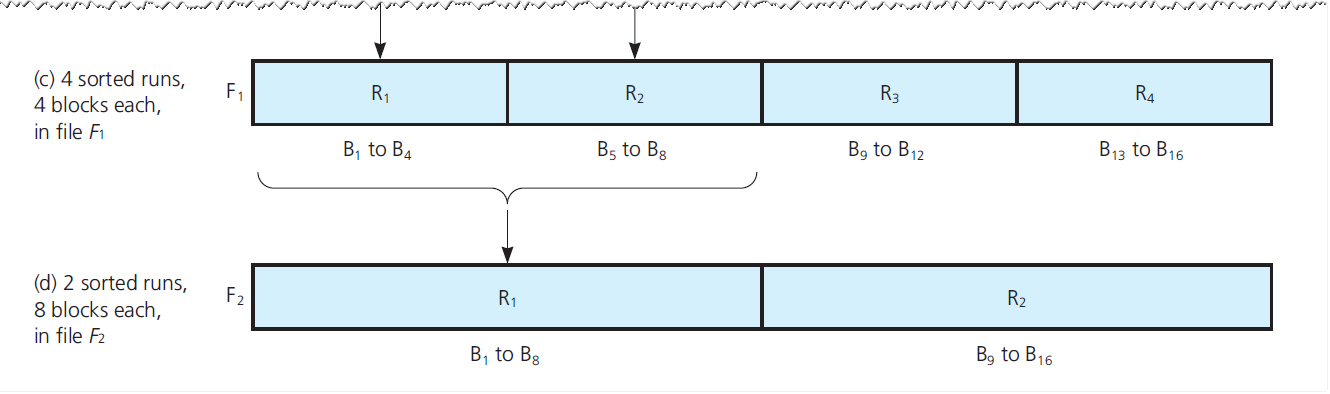 (c) 4 sorted runs,
4 blocks each,
in file F1
F₁
R₁
R₂
R₃
R₄
B₁ to B₄
B₅ to B₈
B₉ to B₁₂
B₁₃ to B₁₆
(d) 2 sorted runs,
8 blocks each,
in file F2
F₂
R₁
R₂
B₁ to B₈
B₉ to B₁₆